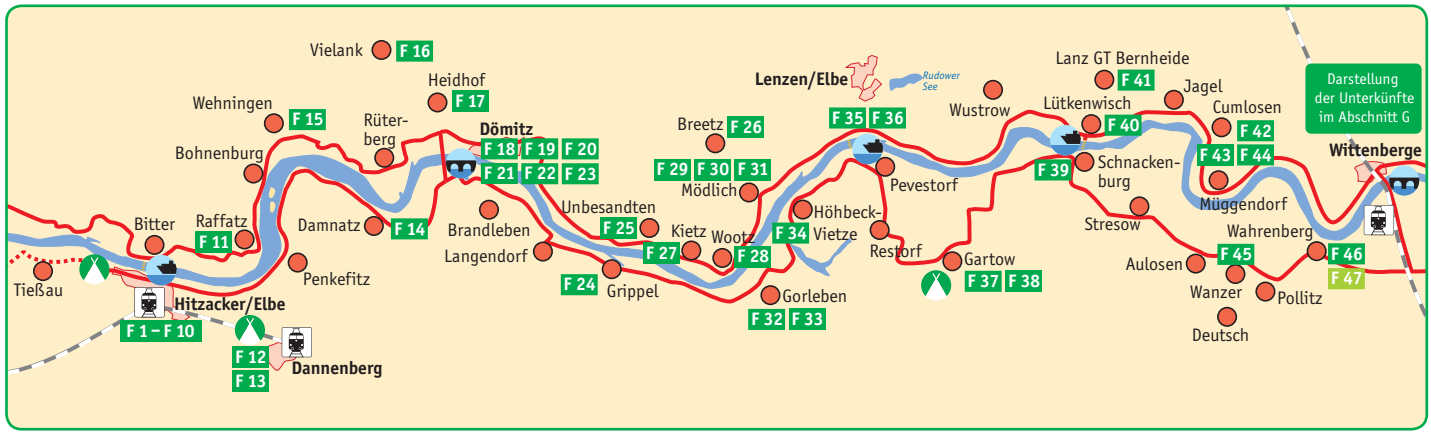 Vielank
F 16
Heidhof
F 17
Wehningen
F 15
Rüter-
berg
Bohnenburg
Dömitz
F 18 F 19 F 20
F 21 F 22 F 23
Bitter
Raffatz
F 11
Damnatz
F 14
Brandleben
Langendorf
Tießau
Penkefitz
Hitzacker/Elbe
F 1 – F 10
F 12
F 13
Dannenberg
Lenzen/Elbe
Rudower
See
F 35 F 36
Breetz
F 26
F 29 F 30 F 31
Mödlich
Unbesandten
F 25
Kietz
F 27
Wootz
F 28
F 24
Grippel
Höhbeck-
Vietze
F 34
Gorleben
F 32 F 33
Pevestorf
Restorf
Gartow
F 37 F 38
Wustrow
Lanz GT Bernheide
F 41
Lütkenwisch
F 40
Jagel
Cumlosen
F 42
F 43 F 44
F 39
Schnacken-
burg
Müggendorf
Stresow
Wahrenberg
F 46
F 47
Aulosen
F 45
Wanzer
Pollitz
Deutsch
Darstellung
der Unterkünfte
im Abschnitt G
Wittenberge